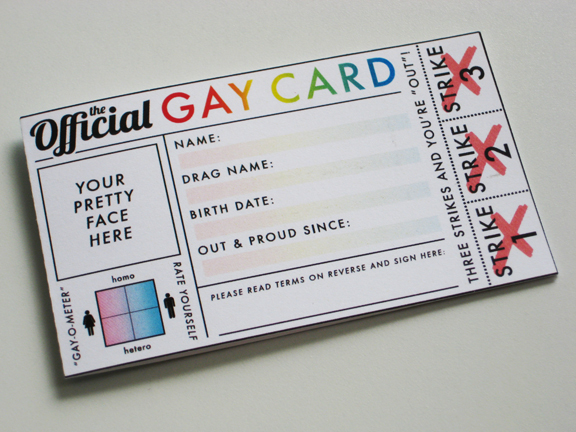 the
Official GAY CARD
YOUR
PRETTY
FACE
HERE
NAME:
DRAG NAME:
BIRTH DATE:
OUT & PROUD SINCE:
PLEASE READ TERMS ON REVERSE AND SIGN HERE:
"GAY-O-METER"
homo
hetero
RATE YOURSELF
THREE STRIKES AND YOU'RE "OUT"!
STRIKE 3
STRIKE 2
STRIKE 1